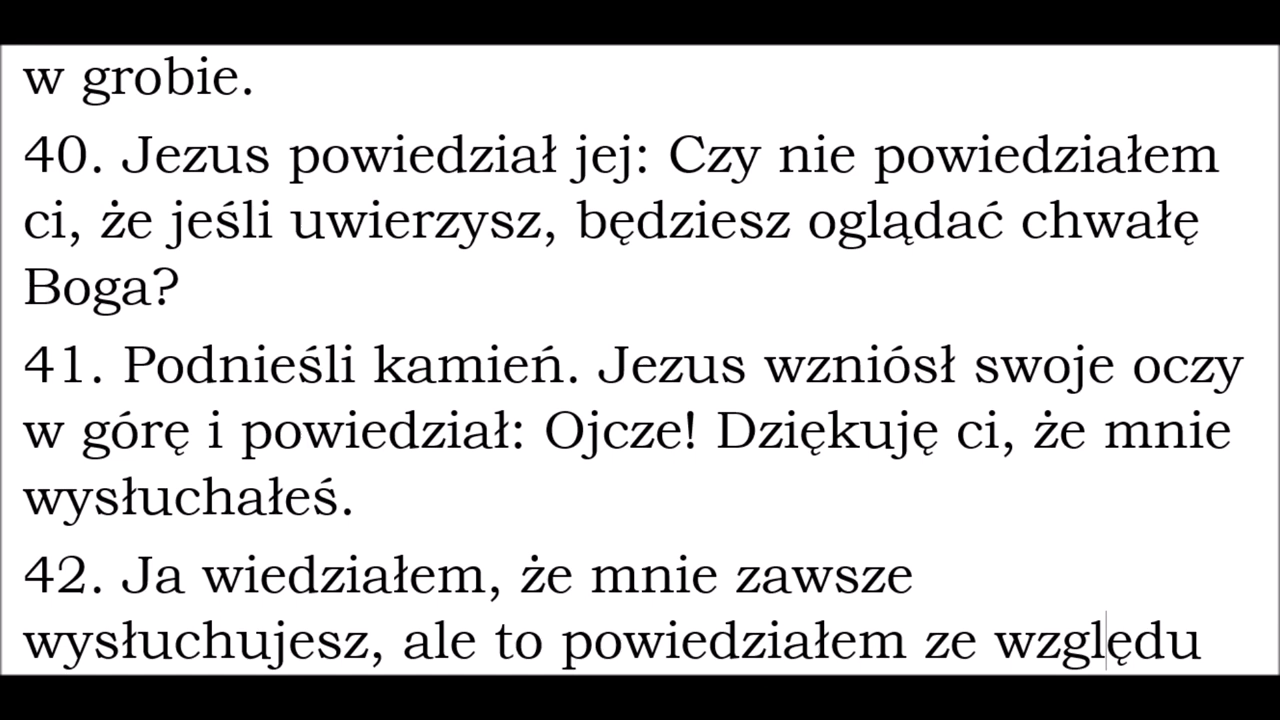 w grobie.
40. Jezus powiedział jej: Czy nie powiedziałem
ci, że jeśli uwierzysz, będziesz oglądać chwałę
Boga?
41. Podnieśli kamień. Jezus wzniósł swoje oczy
w górę i powiedział: Ojcze! Dziękuję ci, że mnie
wysłuchałeś.
42. Ja wiedziałem, że mnie zawsze
wysłuchujesz, ale to powiedziałem ze względu